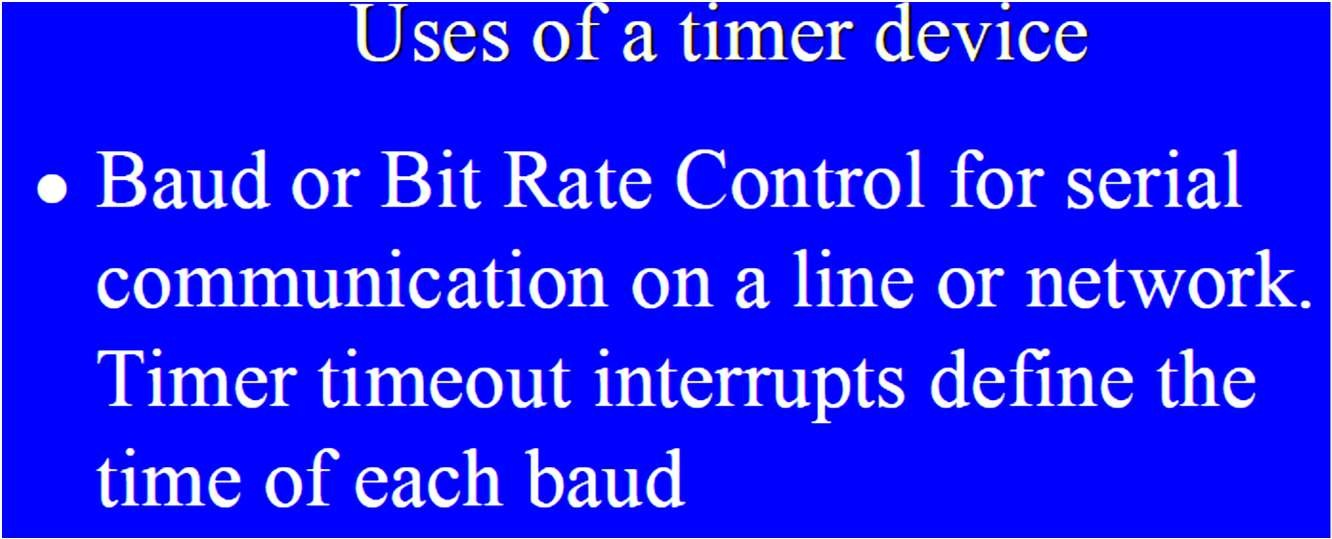 Uses of a timer device
• Baud or Bit Rate Control for serial
communication on a line or network.
Timer timeout interrupts define the
time of each baud